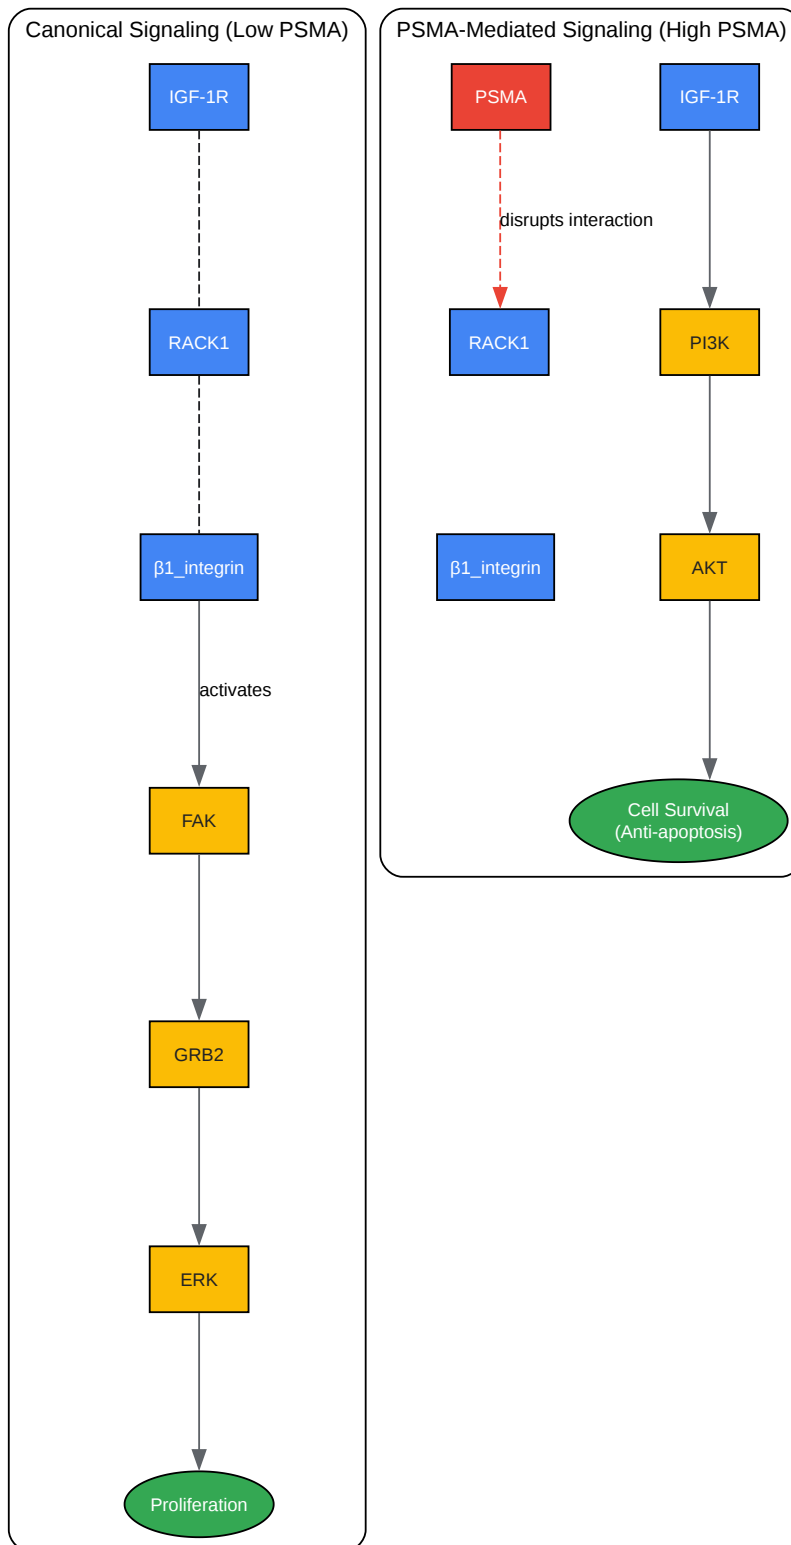 Canonical Signaling (Low PSMA)
IGF-1R
RACK1
β1_integrin
activates
FAK
GRB2
ERK
Proliferation
PSMA-Mediated Signaling (High PSMA)
PSMA
IGF-1R
disrupts interaction
RACK1
PI3K
β1_integrin
AKT
Cell Survival
(Anti-apoptosis)